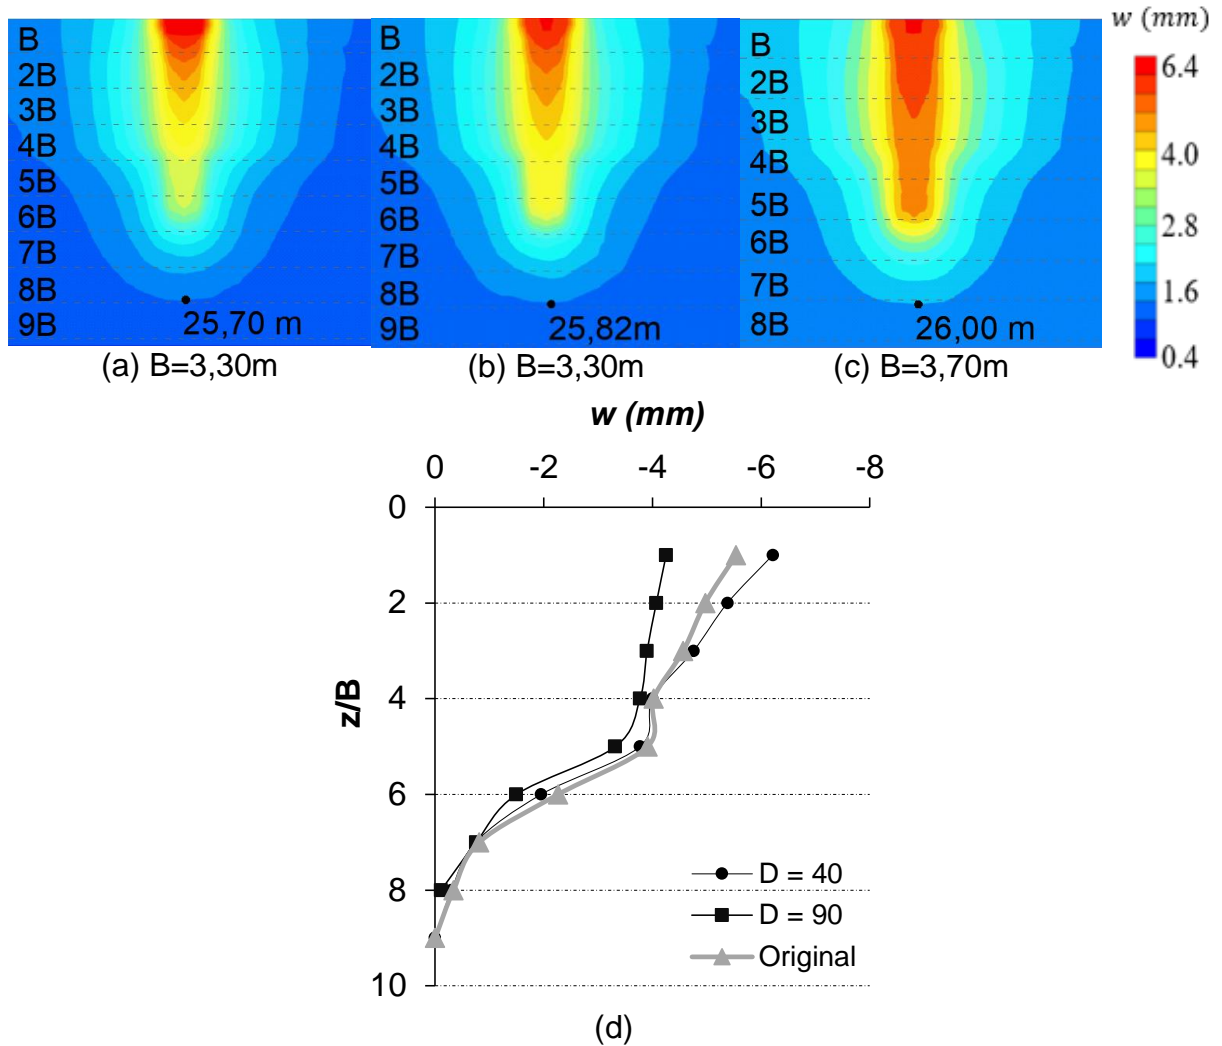 w (mm)
B
2B
3B
4B
5B
6B
7B
8B
9B
25,70 m
(a) B=3,30m
B
2B
3B
4B
5B
6B
7B
8B
9B
25,82m
(b) B=3,30m
B
2B
3B
4B
5B
6B
7B
8B
26,00 m
(c) B=3,70m
6.4
4.0
2.8
1.6
0.4
w (mm)
0 -2 -4 -6 -8
0
2
4
6
8
10
z/B
D = 40
D = 90
Original
(d)